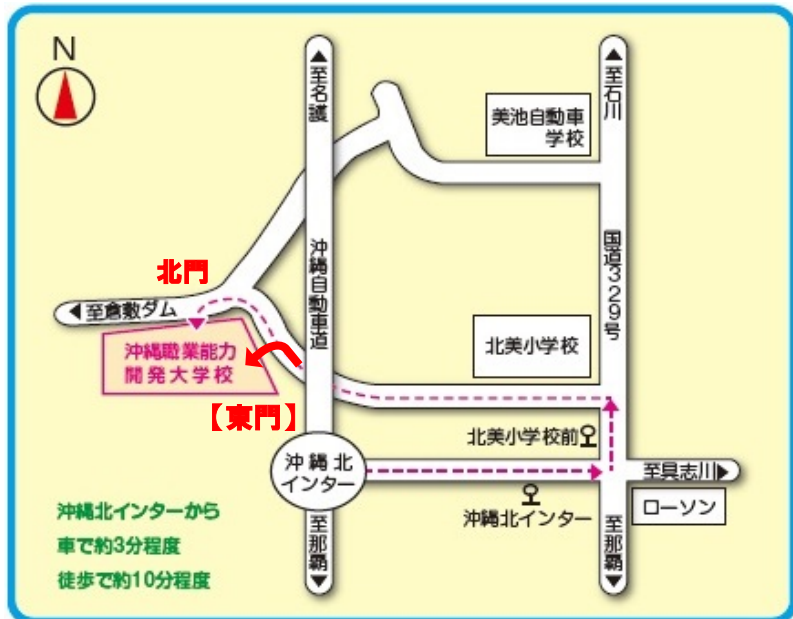 N
至名護
至石川
美池自動車
学校
沖縄自動車道
国道329号
北門
至倉敷ダム
沖縄職業能力
開発大学校
北美小学校
【東門】
北美小学校前
沖縄北
インター
至具志川
沖縄北インター
ローソン
沖縄北インターから
車で約3分程度
徒歩で約10分程度
至那覇
至那覇